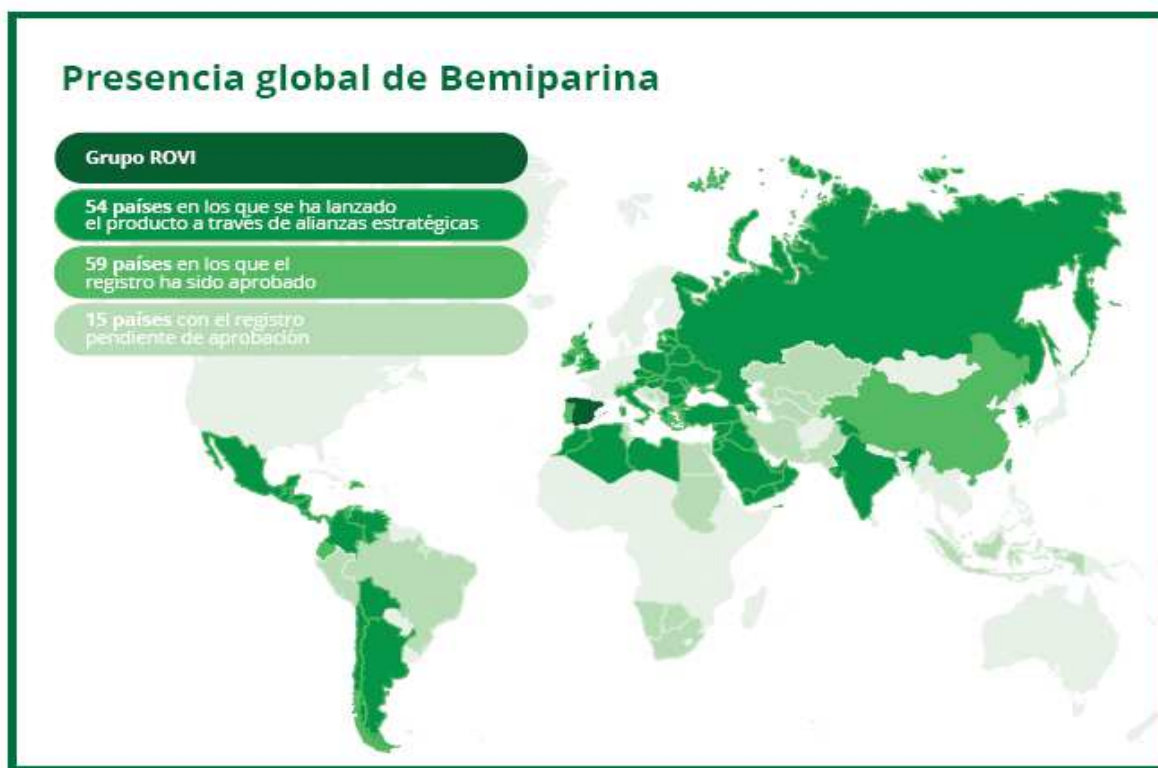 Presencia global de Bemiparina
Grupo ROVI
54 países en los que se ha lanzado
el producto a través de alianzas estratégicas
59 países en los que el
registro ha sido aprobado
15 países con el registro
pendiente de aprobación